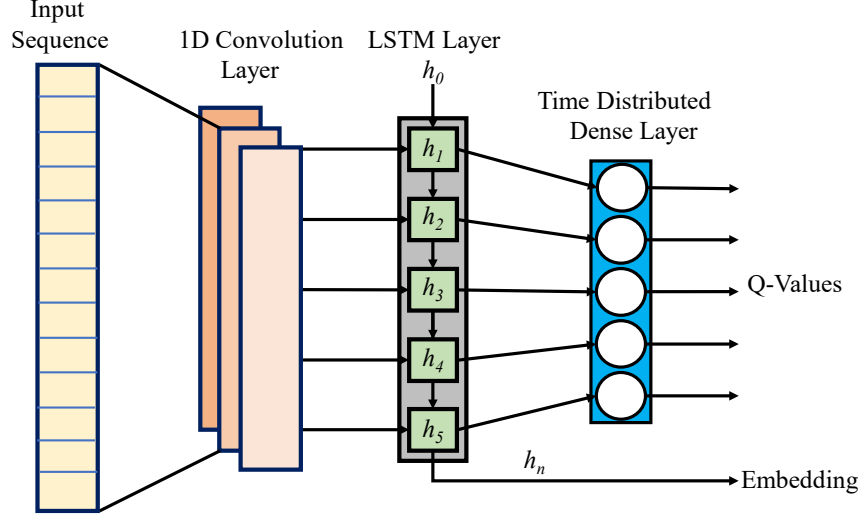 Input
Sequence
1D Convolution
Layer
LSTM Layer
h0
Time Distributed
Dense Layer
h1
h2
h3
h4
h5
Q-Values
hn
Embedding